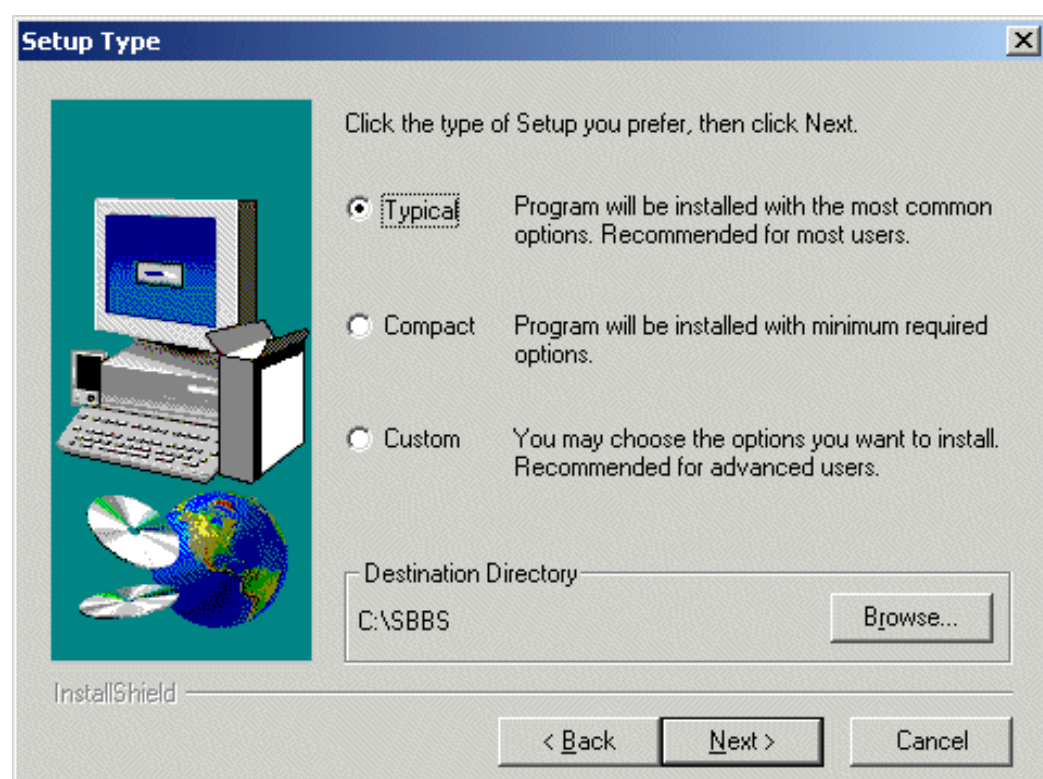 Setup Type
Click the type of Setup you prefer, then click Next.
Typical
Program will be installed with the most common
options. Recommended for most users.
Compact
Program will be installed with minimum required
options.
Custom
You may choose the options you want to install.
Recommended for advanced users.
Destination Directory
C:\SBBS
Browse...
InstallShield
< Back
Next >
Cancel